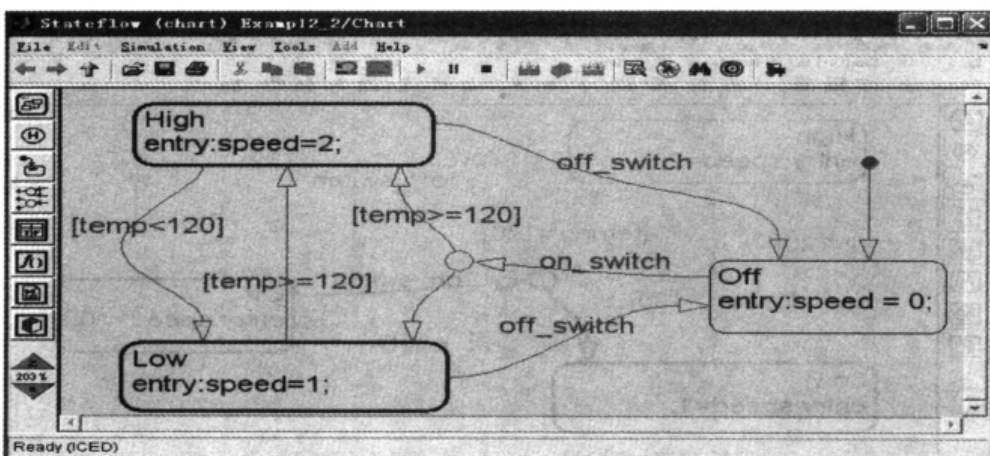 Stateflow (chart) Exampl2_2/Chart
File Edit Simulation View Tools Add Help
High
entry:speed=2;
off_switch
[temp<120]
[temp>=120]
[temp>=120]
on_switch
Off
entry:speed = 0;
off_switch
Low
entry:speed=1;
203%
Ready (ICED)